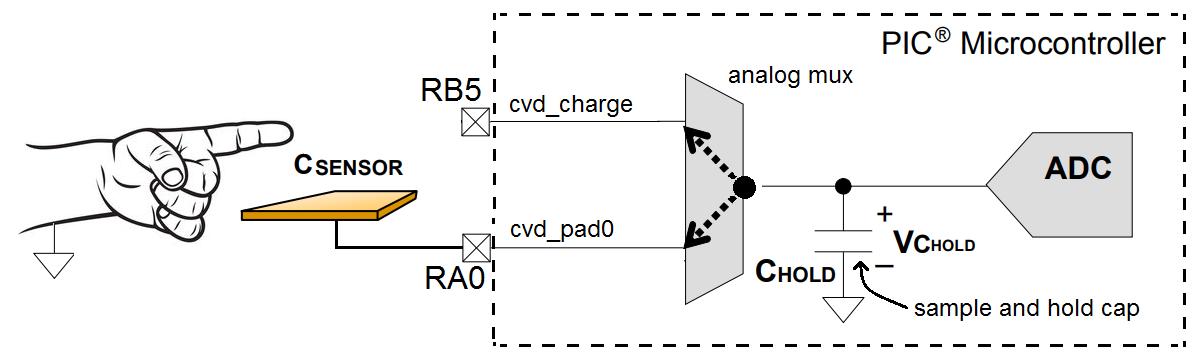 PIC® Microcontroller
analog mux
RB5
cvd_charge
CSENSOR
ADC
cvd_pad0
RA0
+
VCHOLD
CHOLD
–
sample and hold cap